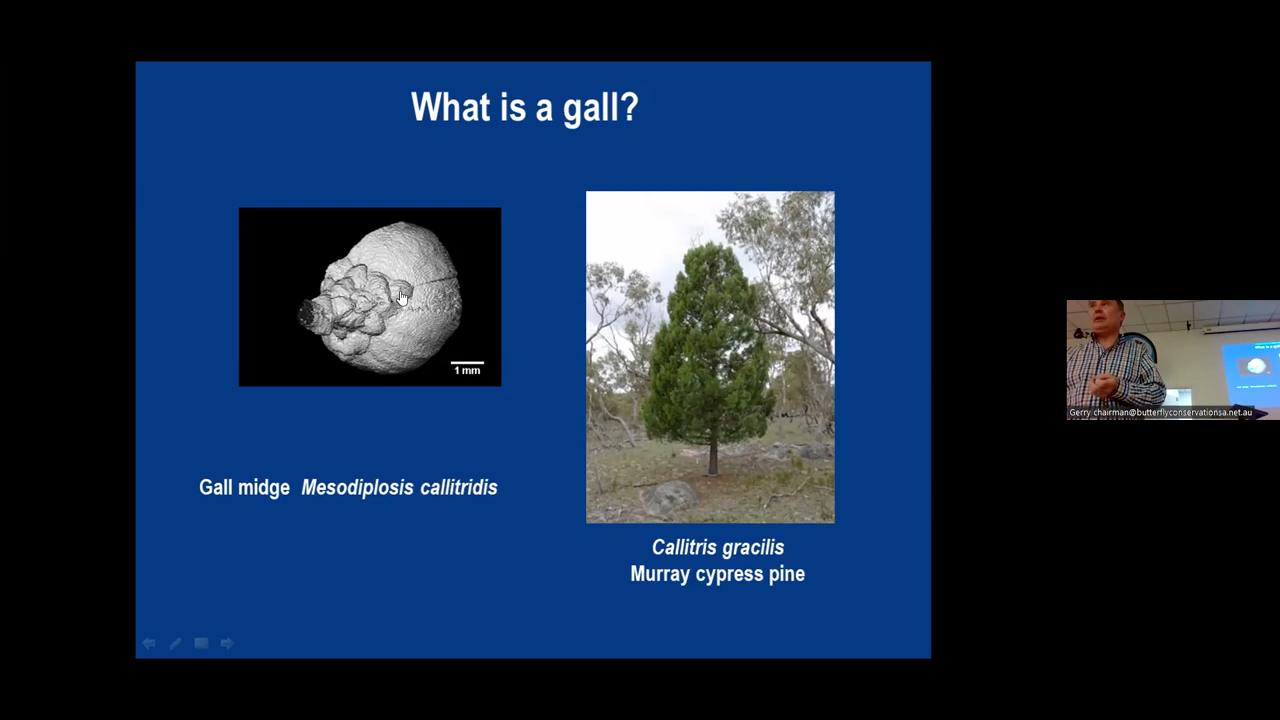 What is a gall?
1 mm
Gall midge Mesodiplosis callitridis
Callitris gracilis
Murray cypress pine
Gerry chairman@butterflyconservationsa.net.au